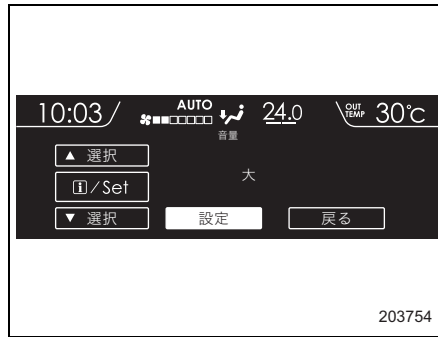 10:03 AUTO 24.0 OUT TEMP 30℃
音量
▲ 選択
大
i/Set
▼ 選択 設定 戻る
203754